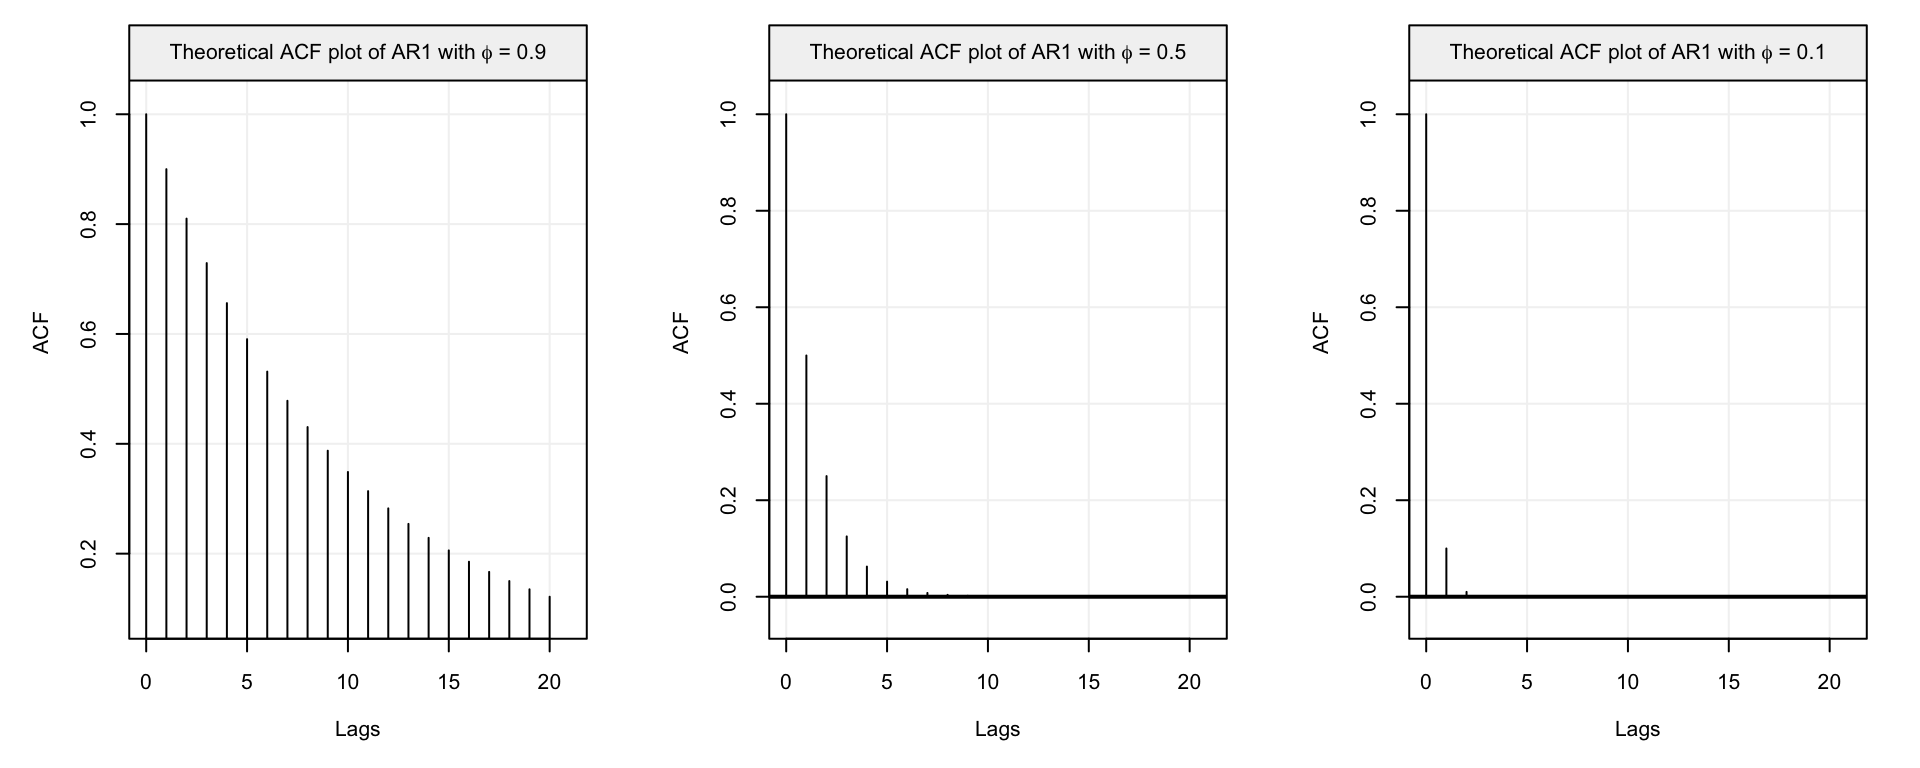 Theoretical ACF plot of AR1 with ϕ = 0.9
ACF
1.0
0.8
0.6
0.4
0.2
0 5 10 15 20
Lags
Theoretical ACF plot of AR1 with ϕ = 0.5
ACF
1.0
0.8
0.6
0.4
0.2
0.0
0 5 10 15 20
Lags
Theoretical ACF plot of AR1 with ϕ = 0.1
ACF
1.0
0.8
0.6
0.4
0.2
0.0
0 5 10 15 20
Lags